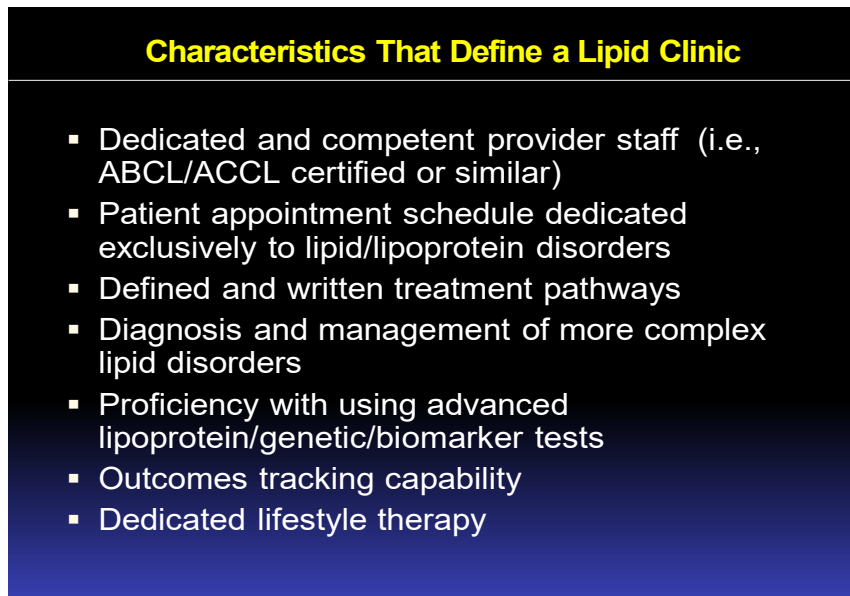 Characteristics That Define a Lipid Clinic
▪ Dedicated and competent provider staff (i.e.,
ABCL/ACCL certified or similar)
▪ Patient appointment schedule dedicated
exclusively to lipid/lipoprotein disorders
▪ Defined and written treatment pathways
▪ Diagnosis and management of more complex
lipid disorders
▪ Proficiency with using advanced
lipoprotein/genetic/biomarker tests
▪ Outcomes tracking capability
▪ Dedicated lifestyle therapy